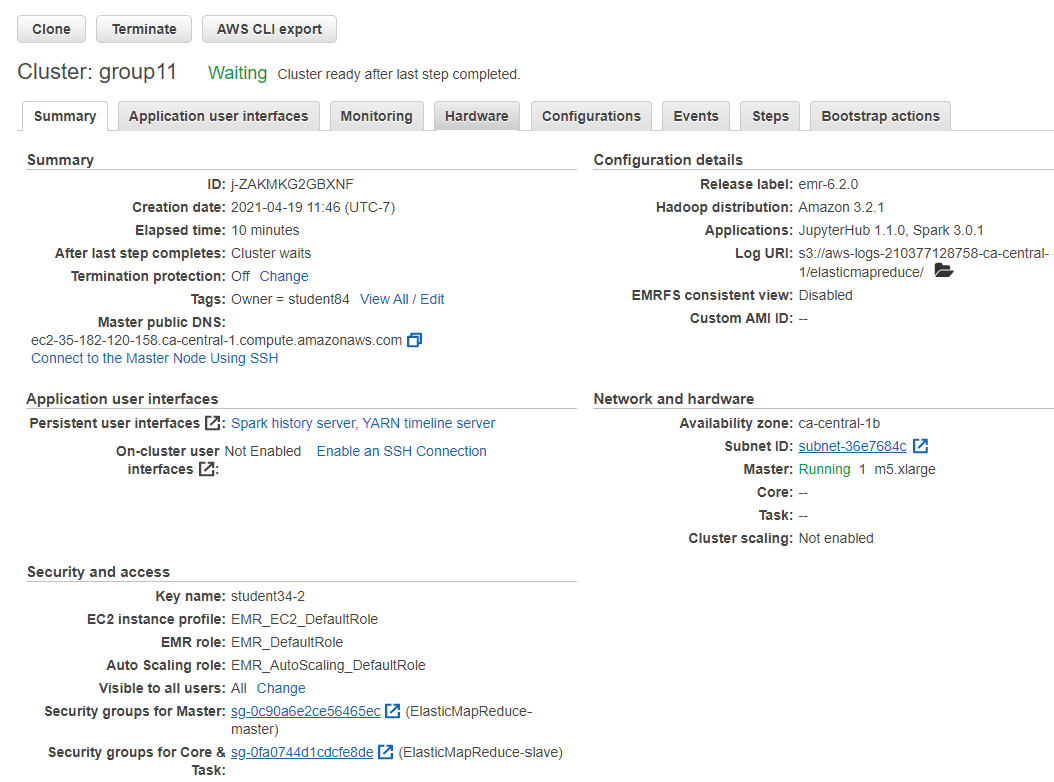 Clone Terminate AWS CLI export
Cluster: group11 Waiting Cluster ready after last step completed.
Summary Application user interfaces Monitoring Hardware Configurations Events Steps Bootstrap actions
Summary
ID: j-ZAKMKG2GBXNF
Creation date: 2021-04-19 11:46 (UTC-7)
Elapsed time: 10 minutes
After last step completes: Cluster waits
Termination protection: Off Change
Tags: Owner = student84 View All / Edit
Master public DNS:
ec2-35-182-120-158.ca-central-1.compute.amazonaws.com
Connect to the Master Node Using SSH
Configuration details
Release label: emr-6.2.0
Hadoop distribution: Amazon 3.2.1
Applications: JupyterHub 1.1.0, Spark 3.0.1
Log URI: s3://aws-logs-210377128758-ca-central-
1/elasticmapreduce/
EMRFS consistent view: Disabled
Custom AMI ID: --
Application user interfaces
Persistent user interfaces : Spark history server, YARN timeline server
On-cluster user Not Enabled Enable an SSH Connection
interfaces :
Network and hardware
Availability zone: ca-central-1b
Subnet ID: subnet-36e7684c
Master: Running 1 m5.xlarge
Core: --
Task: --
Cluster scaling: Not enabled
Security and access
Key name: student34-2
EC2 instance profile: EMR_EC2_DefaultRole
EMR role: EMR_DefaultRole
Auto Scaling role: EMR_AutoScaling_DefaultRole
Visible to all users: All Change
Security groups for Master: sg-0c90a6e2ce56465ec (ElasticMapReduce-
master)
Security groups for Core & sg-0fa0744d1cdcfe8de (ElasticMapReduce-slave)
Task: